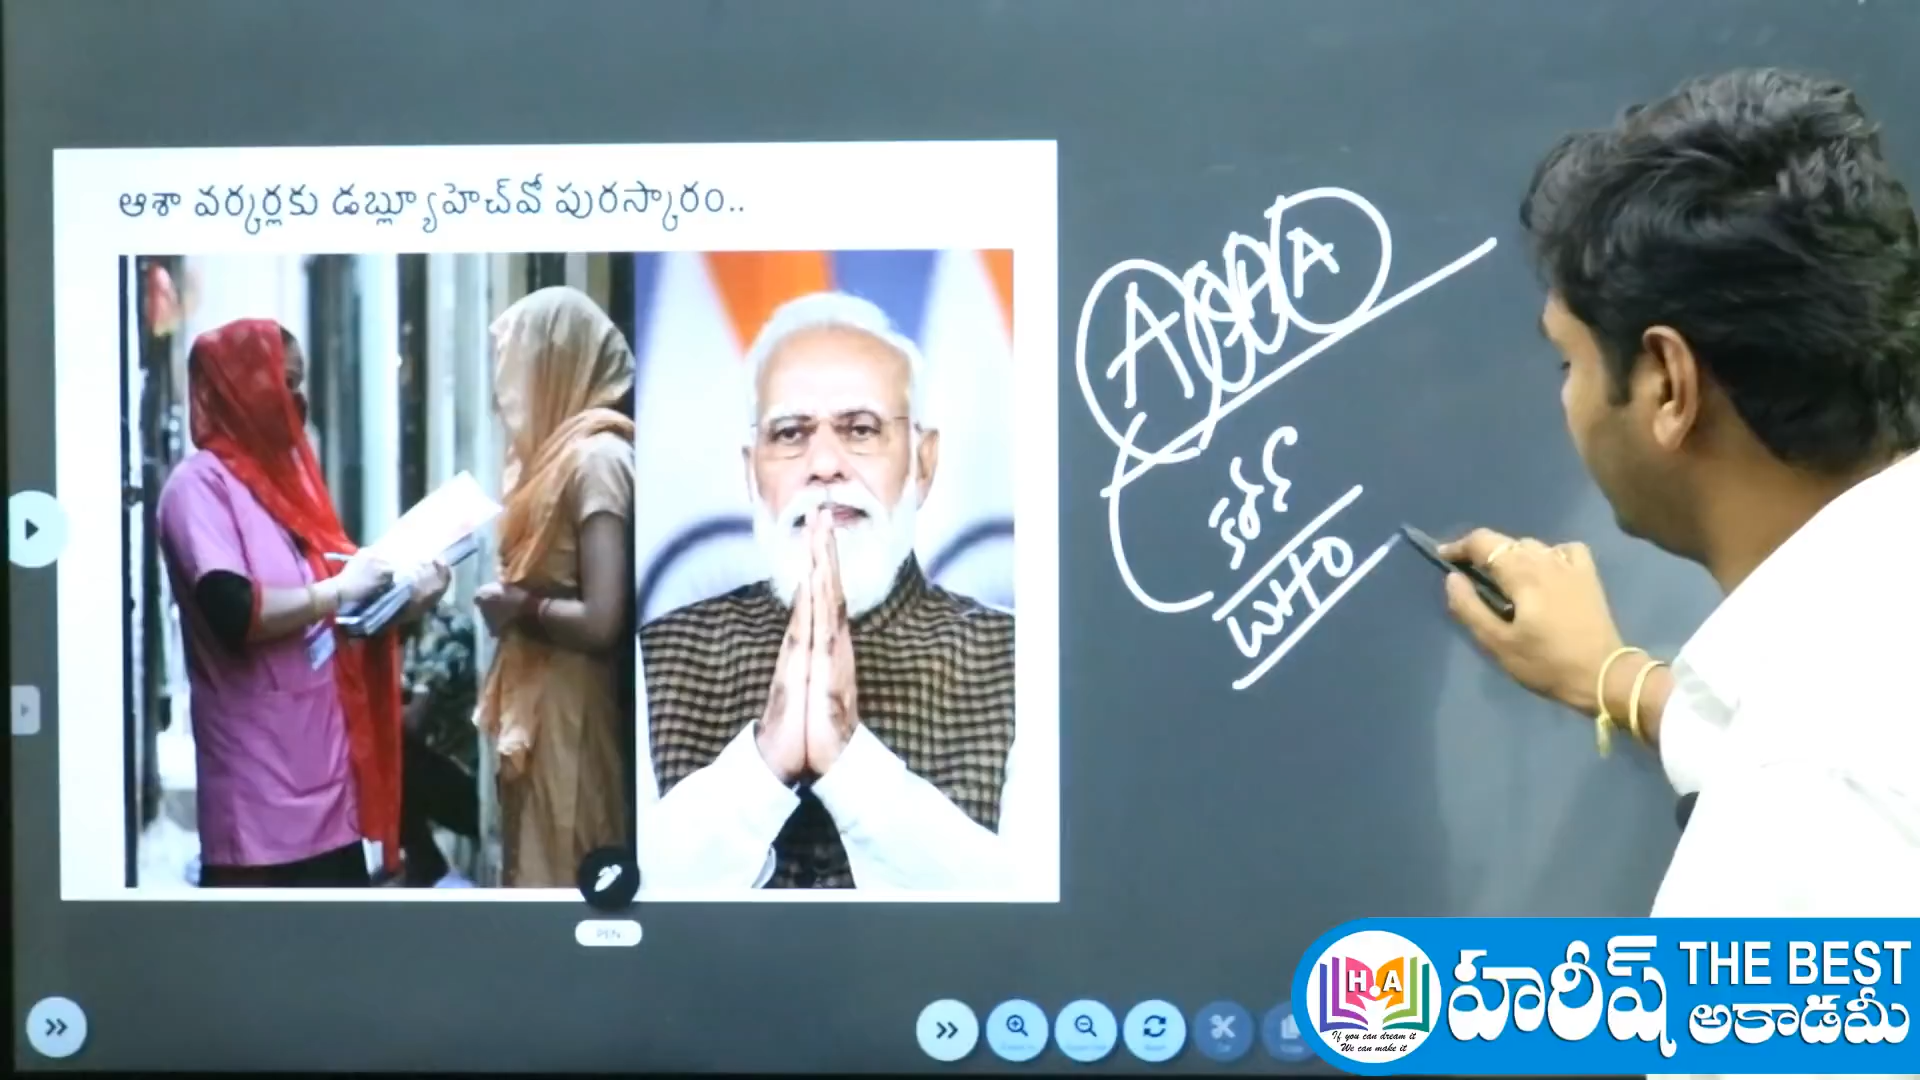 ఆశా వర్కర్లకు డబ్ల్యూహెచ్‌వో పురస్కారం..
ASHA
WHO
PEN
H.A
If you can dream it
We can make it
హరీష్
THE BEST
అకాడమీ